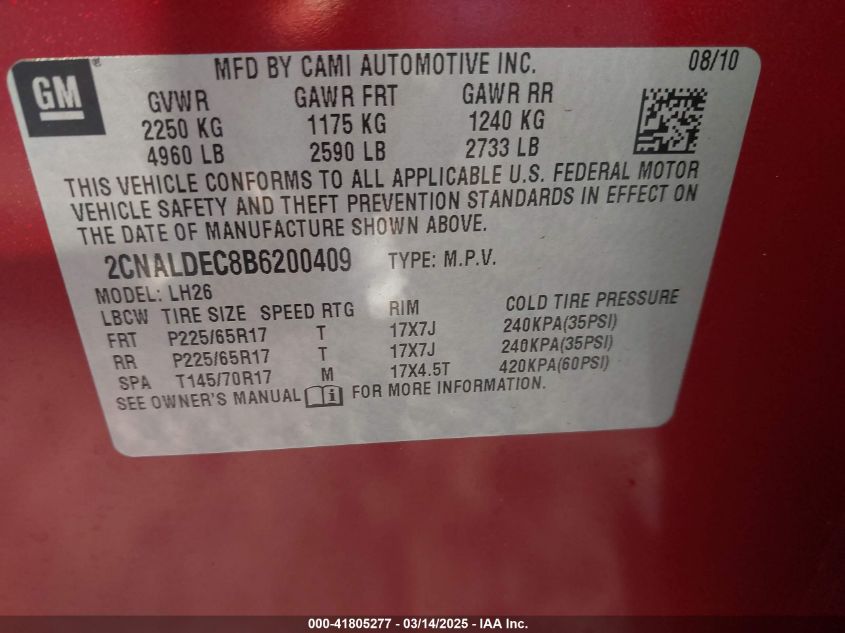 GM
®
MFD BY CAMI AUTOMOTIVE INC. 08/10
GVWR GAWR FRT GAWR RR
2250 KG 1175 KG 1240 KG
4960 LB 2590 LB 2733 LB
THIS VEHICLE CONFORMS TO ALL APPLICABLE U.S. FEDERAL MOTOR
VEHICLE SAFETY AND THEFT PREVENTION STANDARDS IN EFFECT ON
THE DATE OF MANUFACTURE SHOWN ABOVE.
2CNALDEC8B6200409 TYPE: M.P.V.
MODEL: LH26
LBCW TIRE SIZE SPEED RTG RIM COLD TIRE PRESSURE
FRT P225/65R17 T 17X7J 240KPA(35PSI)
RR P225/65R17 T 17X7J 240KPA(35PSI)
SPA T145/70R17 M 17X4.5T 420KPA(60PSI)
SEE OWNER'S MANUAL i FOR MORE INFORMATION.
000-41805277 - 03/14/2025 - IAA Inc.